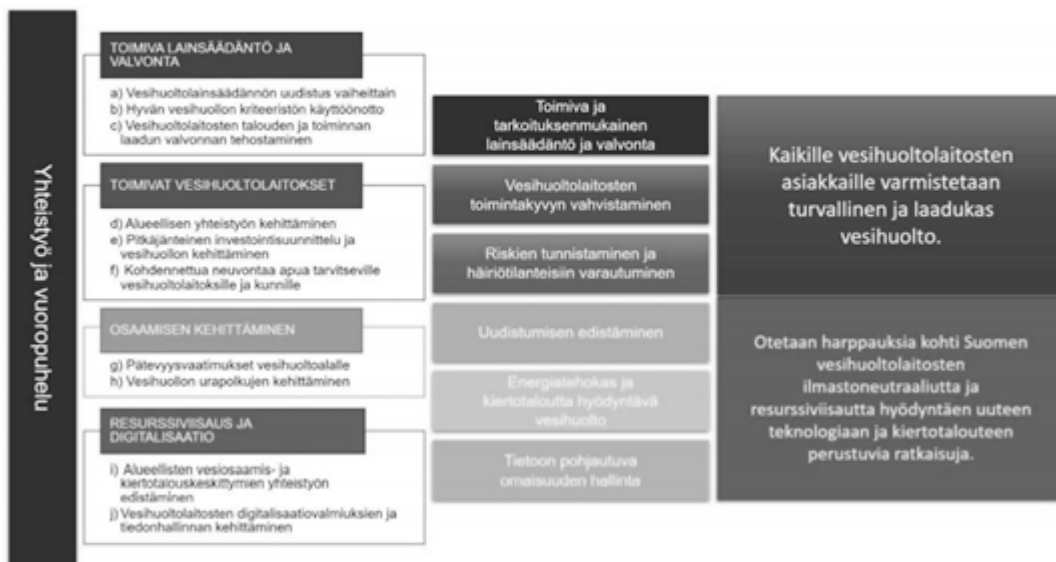 Yhteistyö ja vuoropuhelu
TOIMIVA LAINSÄÄDÄNTÖ JA
VALVONTA
a) Vesihuoltolainsäädännön uudistus vaiheittain
b) Hyvän vesihuollon kriteeristön käyttöönotto
c) Vesihuoltolaitosten talouden ja toiminnan
laadun valvonnan tehostaminen
TOIMIVAT VESIHUOLTOLAITOKSET
d) Alueellisen yhteistyön kehittäminen
e) Pitkäjänteinen investointisuunnittelu ja
vesihuollon kehittäminen
f) Kohdennettua neuvontaa apua tarvitseville
vesihuoltolaitoksille ja kunnille
OSAAMISEN KEHITTÄMINEN
g) Pätevyysvaatimukset vesihuoltoalalle
h) Vesihuollon urapolkujen kehittäminen
RESURSSIVIISAUS JA
DIGITALISAATIO
i) Alueellisten vesiosaamis- ja
kiertotalouskeskittymien yhteistyön
edistäminen
j) Vesihuoltolaitosten digitalisaatiovalmiuksien ja
tiedonhallinnan kehittäminen
Toimiva ja
tarkoituksenmukainen
lainsäädäntö ja valvonta
Vesihuoltolaitosten
toimintakyvyn vahvistaminen
Riskien tunnistaminen ja
häiriötilanteisiin varautuminen
Uudistumisen edistäminen
Energiatehokas ja
kiertotaloutta hyödyntävä
vesihuolto
Tietoon pohjautuva
omaisuuden hallinta
Kaikille vesihuoltolaitosten
asiakkaille varmistetaan
turvallinen ja laadukas
vesihuolto.
Otetaan harppauksia kohti Suomen
vesihuoltolaitosten
ilmastoneutraaliutta ja
resurssiviisautta hyödyntäen uuteen
teknologiaan ja kiertotalouteen
perustuvia ratkaisuja.